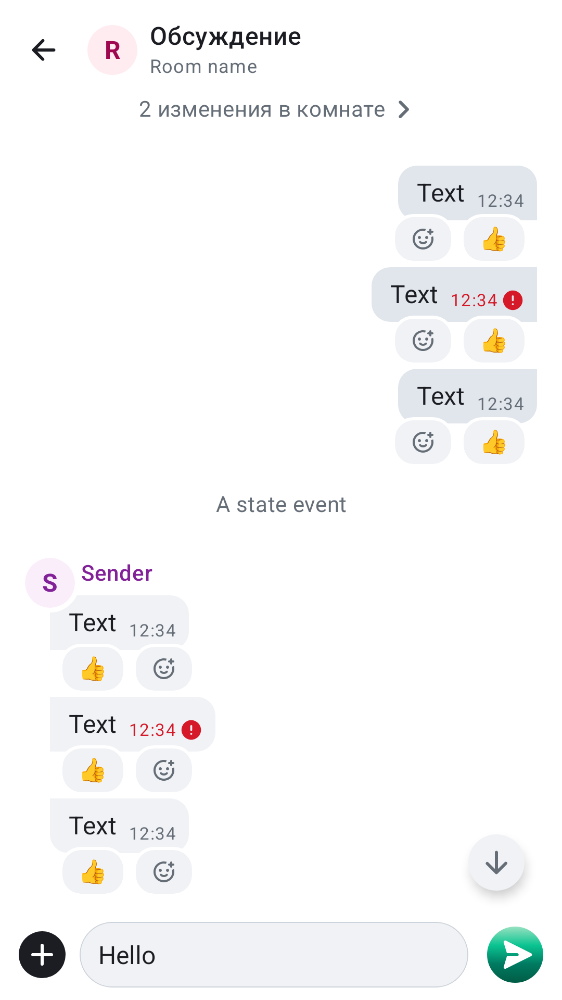 R
Обсуждение
Room name
2 изменения в комнате
Text 12:34
👍
Text 12:34
👍
Text 12:34
👍
A state event
S
Sender
Text 12:34
👍
Text 12:34
👍
Text 12:34
👍
Hello